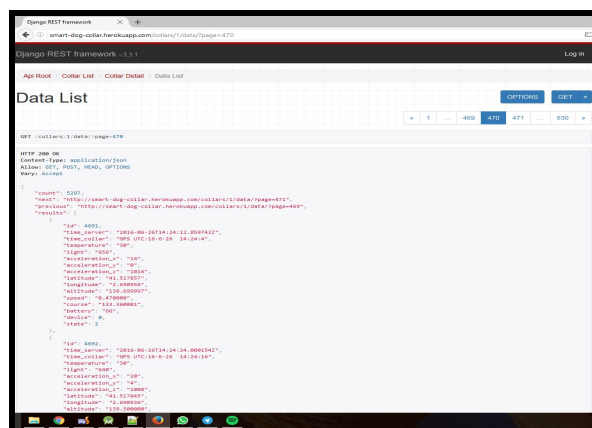 Django REST framework × +
smart-dog-collar.herokuapp.com/collars/1/data/?page=470
Django REST framework v 3.3.1 Log in
Api Root / Collar List / Collar Detail / Data List
Data List
OPTIONS GET
« 1 ... 469 470 471 ... 530 »
GET /collars/1/data/?page=470
HTTP 200 OK
Content-Type: application/json
Allow: GET, POST, HEAD, OPTIONS
Vary: Accept
{
"count": 5297,
"next": "http://smart-dog-collar.herokuapp.com/collars/1/data/?page=471",
"previous": "http://smart-dog-collar.herokuapp.com/collars/1/data/?page=469",
"results": [
{
"id": 4691,
"time_server": "2016-06-26T14:24:12.859742Z",
"time_collar": "GPS UTC:16-6-26 14:24:4",
"temperature": "30",
"light": "656",
"acceleration_x": "16",
"acceleration_y": "0",
"acceleration_z": "1016",
"latitude": "41.517857",
"longitude": "2.690956",
"altitude": "139.699997",
"speed": "0.470000",
"course": "133.360001",
"battery": "66",
"device": 0,
"state": 2
},
{
"id": 4692,
"time_server": "2016-06-26T14:24:24.000154Z",
"time_collar": "GPS UTC:16-6-26 14:24:16",
"temperature": "30",
"light": "640",
"acceleration_x": "20",
"acceleration_y": "4",
"acceleration_z": "1008",
"latitude": "41.517845",
"longitude": "2.690936",
"altitude": "139.500000",